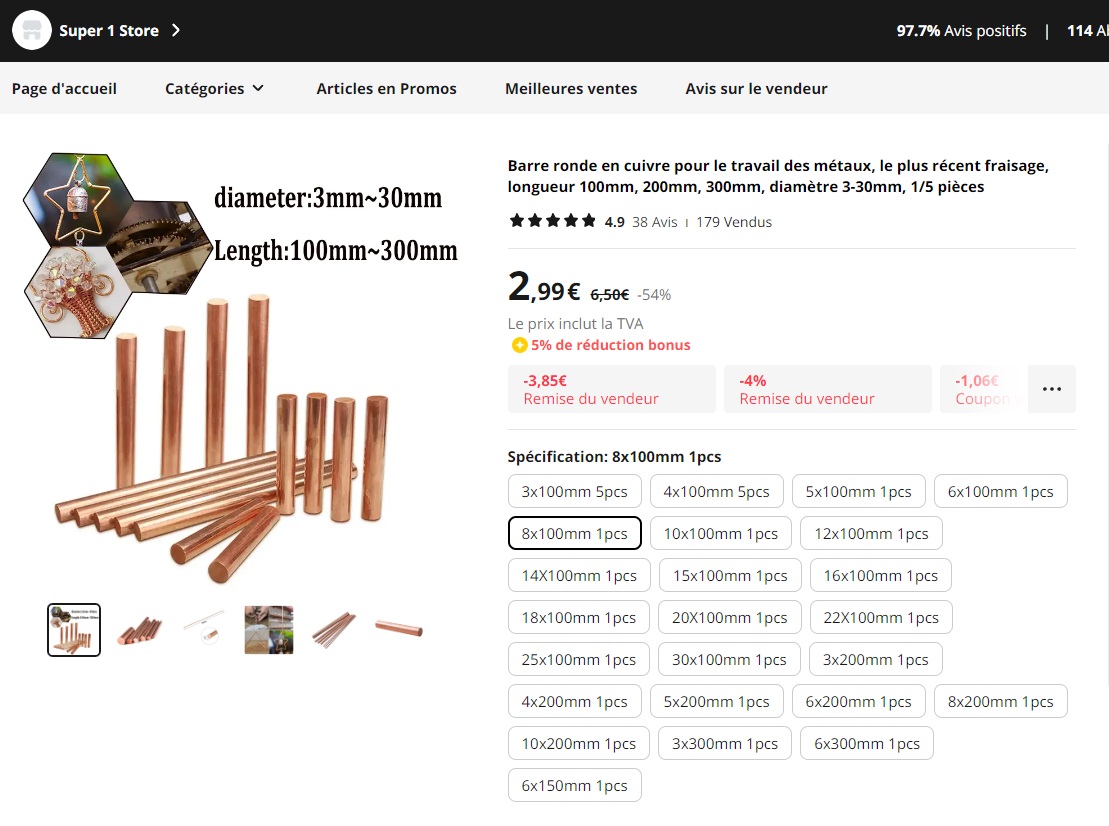 Super 1 Store
97.7% Avis positifs | 114
Page d'accueil Catégories Articles en Promos Meilleures ventes Avis sur le vendeur
diameter:3mm~30mm
Length:100mm~300mm
Barre ronde en cuivre pour le travail des métaux, le plus récent fraisage,
longueur 100mm, 200mm, 300mm, diamètre 3-30mm, 1/5 pièces
4.9 38 Avis 179 Vendus
2,99€ 6,50€ -54%
Le prix inclut la TVA
5% de réduction bonus
-3,85€
Remise du vendeur
-4%
Remise du vendeur
-1,06€
Coupon
Spécification: 8x100mm 1pcs
3x100mm 5pcs 4x100mm 5pcs 5x100mm 1pcs 6x100mm 1pcs
8x100mm 1pcs 10x100mm 1pcs 12x100mm 1pcs
14X100mm 1pcs 15x100mm 1pcs 16x100mm 1pcs
18x100mm 1pcs 20X100mm 1pcs 22X100mm 1pcs
25x100mm 1pcs 30x100mm 1pcs 3x200mm 1pcs
4x200mm 1pcs 5x200mm 1pcs 6x200mm 1pcs 8x200mm 1pcs
10x200mm 1pcs 3x300mm 1pcs 6x300mm 1pcs
6x150mm 1pcs